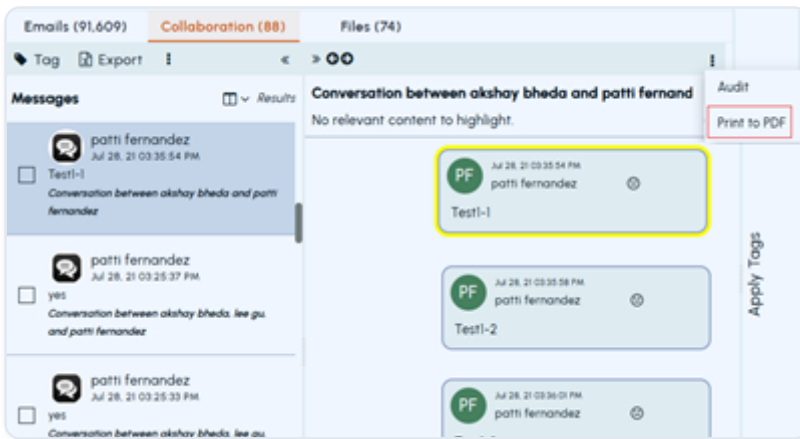 Emails (91,609) Collaboration (88) Files (74)
Tag Export
Messages Results
patti fernandez
Jul 28, 21 03:35:54 PM
Test1-1
Conversation between akshay bheda and patti
fernandez
patti fernandez
Jul 28, 21 03:25:37 PM
yes
Conversation between akshay bheda, lee gu,
and patti fernandez
patti fernandez
Jul 28, 21 03:25:33 PM
yes
Conversation between akshay bheda, lee gu,
Conversation between akshay bheda and patti fernand
No relevant content to highlight.
Audit
Print to PDF
PF
Jul 28, 21 03:35:54 PM
patti fernandez
Test1-1
PF
Jul 28, 21 03:35:58 PM
patti fernandez
Test1-2
PF
Jul 28, 21 03:36:01 PM
patti fernandez
Apply Tags